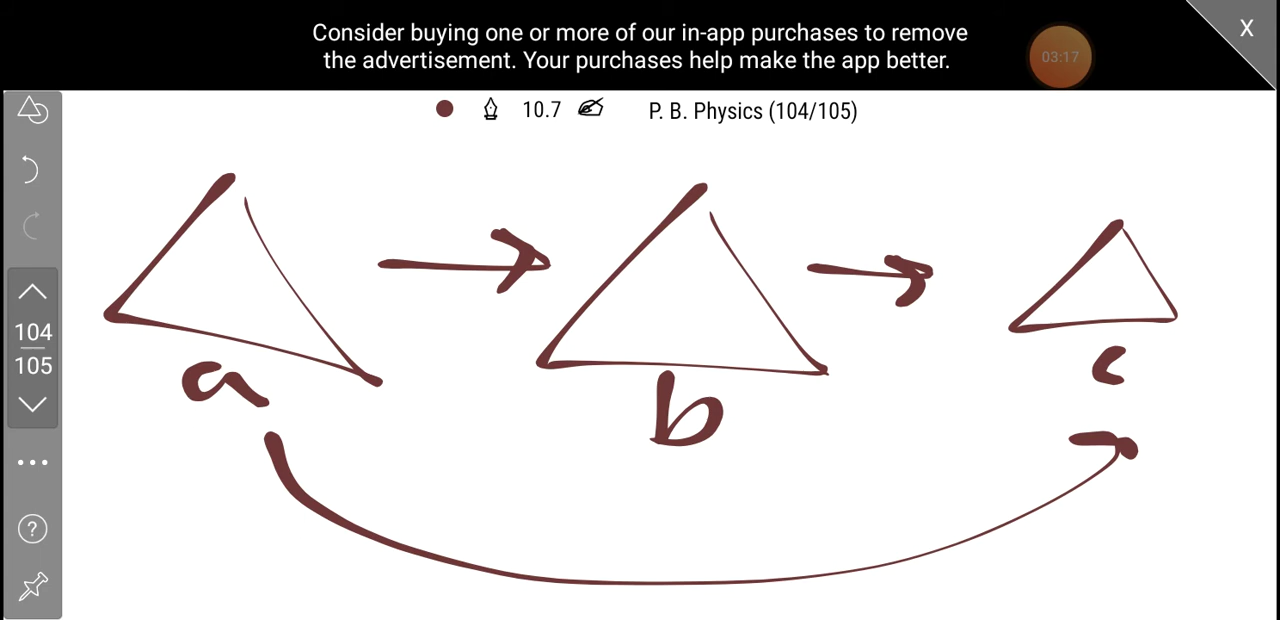 Consider buying one or more of our in-app purchases to remove
the advertisement. Your purchases help make the app better.
X
03:17
10.7
P. B. Physics (104/105)
104
105
?
a
b
c